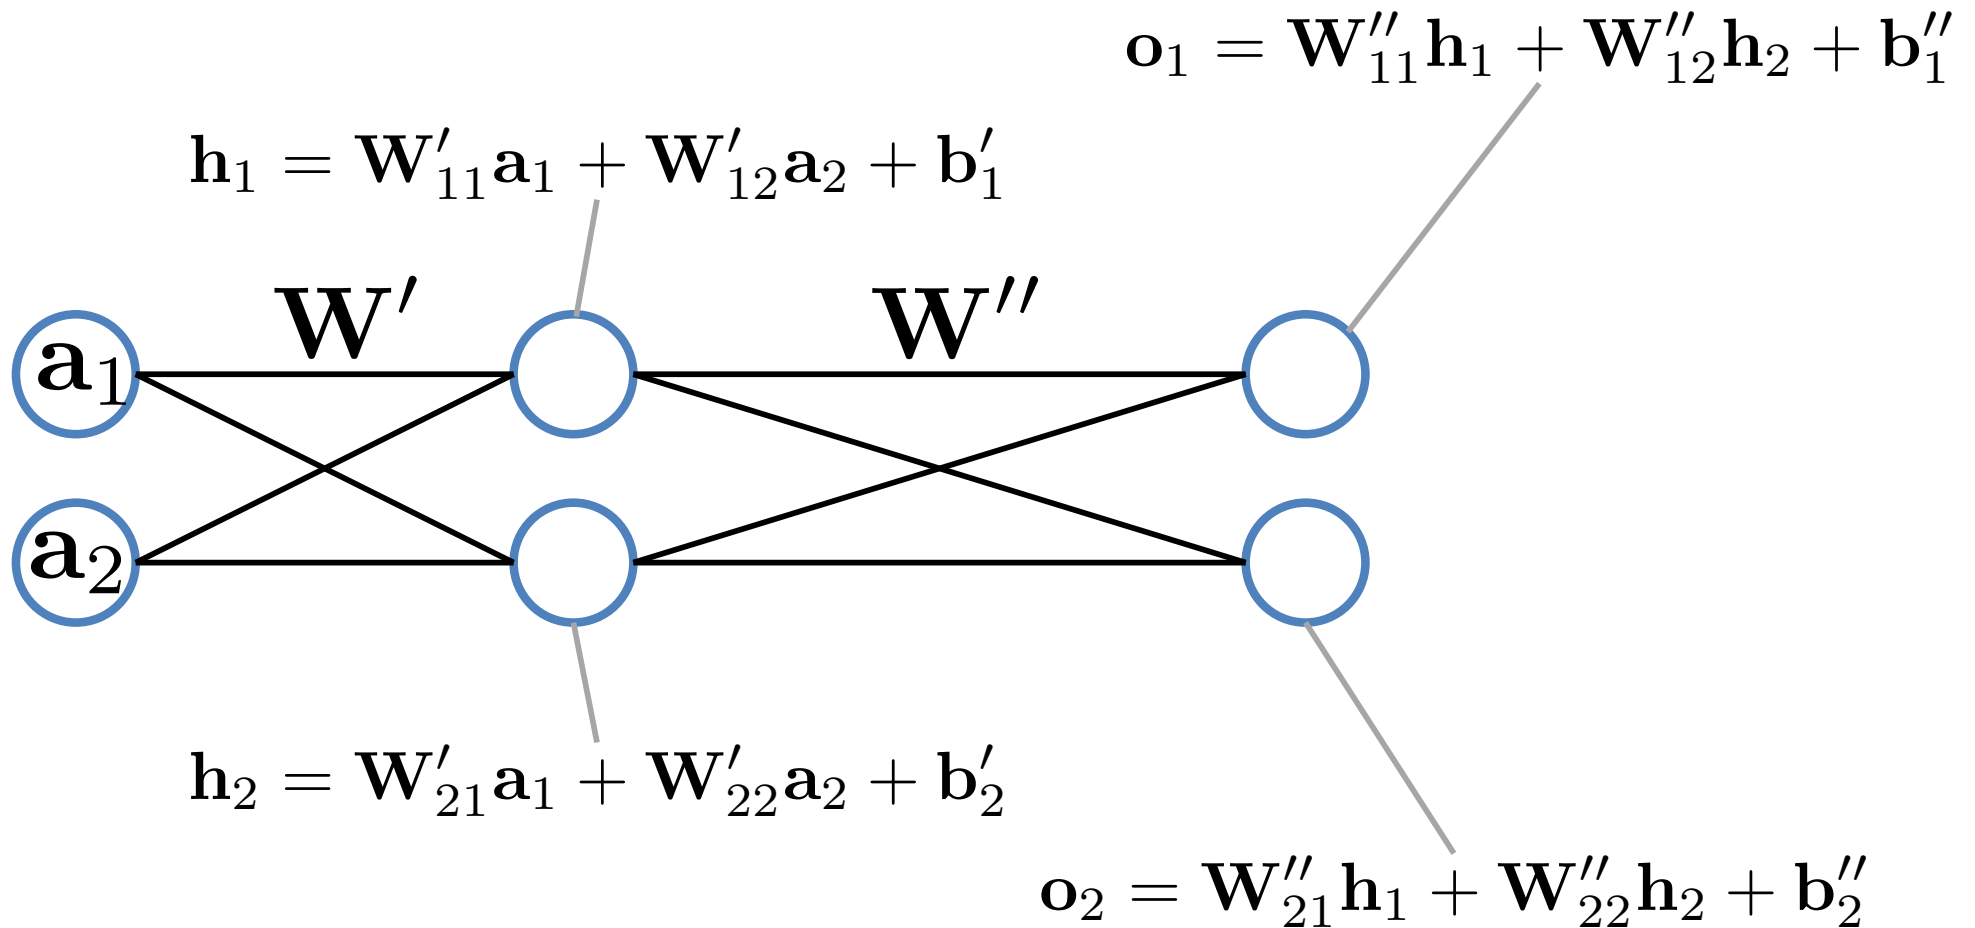 o₁ = W″₁₁h₁ + W″₁₂h₂ + b″₁
h₁ = W′₁₁a₁ + W′₁₂a₂ + b′₁
W′ W″
a₁
a₂
h₂ = W′₂₁a₁ + W′₂₂a₂ + b′₂
o₂ = W″₂₁h₁ + W″₂₂h₂ + b″₂